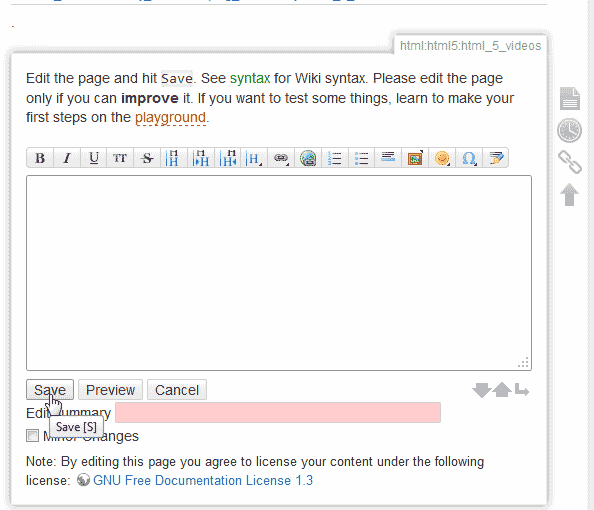 html:html5:html_5_videos
Edit the page and hit Save. See syntax for Wiki syntax. Please edit the page
only if you can improve it. If you want to test some things, learn to make your
first steps on the playground.
B I U TT S H H H H
Save Preview Cancel
Edit summary
Save [S]
Minor Changes
Note: By editing this page you agree to license your content under the following
license: GNU Free Documentation License 1.3